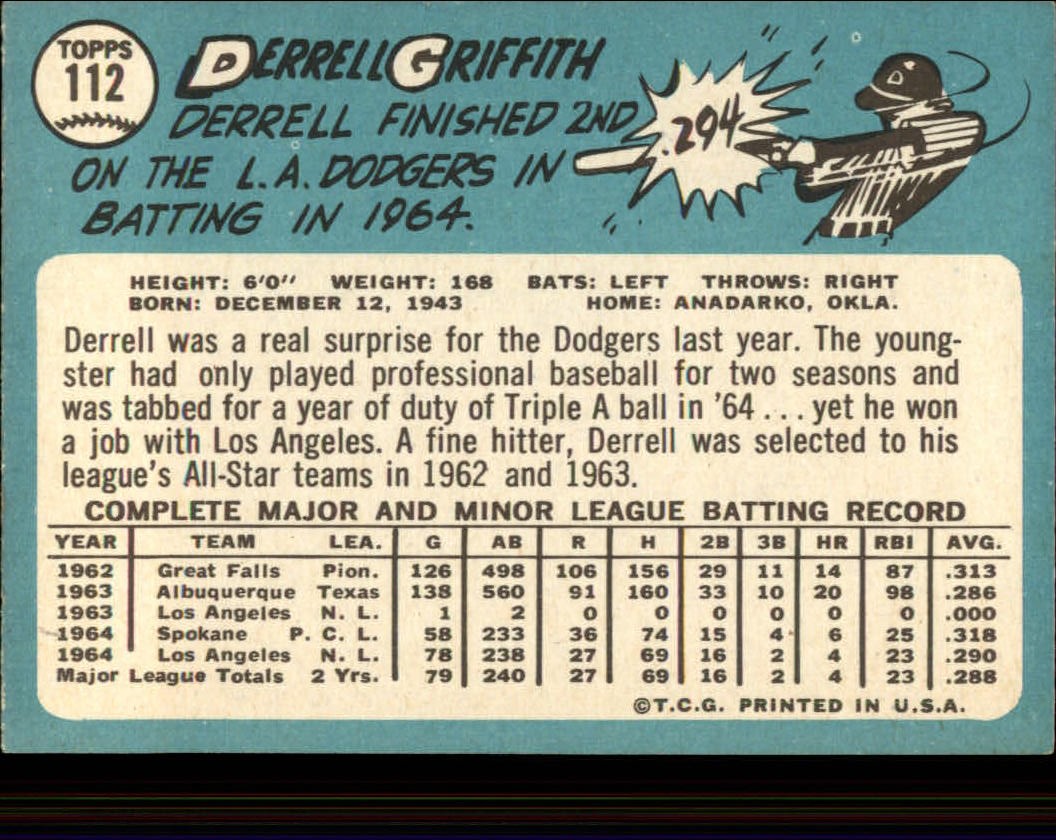 TOPPS
112
DERRELL GRIFFITH
DERRELL FINISHED 2ND
ON THE L.A. DODGERS IN
BATTING IN 1964.
.294
HEIGHT: 6'0" WEIGHT: 168 BATS: LEFT THROWS: RIGHT
BORN: DECEMBER 12, 1943 HOME: ANADARKO, OKLA.
Derrell was a real surprise for the Dodgers last year. The young-
ster had only played professional baseball for two seasons and
was tabbed for a year of duty of Triple A ball in '64 . . . yet he won
a job with Los Angeles. A fine hitter, Derrell was selected to his
league's All-Star teams in 1962 and 1963.
COMPLETE MAJOR AND MINOR LEAGUE BATTING RECORD
YEAR TEAM LEA. G AB R H 2B 3B HR RBI AVG.
1962 Great Falls Pion. 126 498 106 156 29 11 14 87 .313
1963 Albuquerque Texas 138 560 91 160 33 10 20 98 .286
1963 Los Angeles N. L. 1 2 0 0 0 0 0 0 .000
1964 Spokane P. C. L. 58 233 36 74 15 4 6 25 .318
1964 Los Angeles N. L. 78 238 27 69 16 2 4 23 .290
Major League Totals 2 Yrs. 79 240 27 69 16 2 4 23 .288
©T.C.G. PRINTED IN U.S.A.